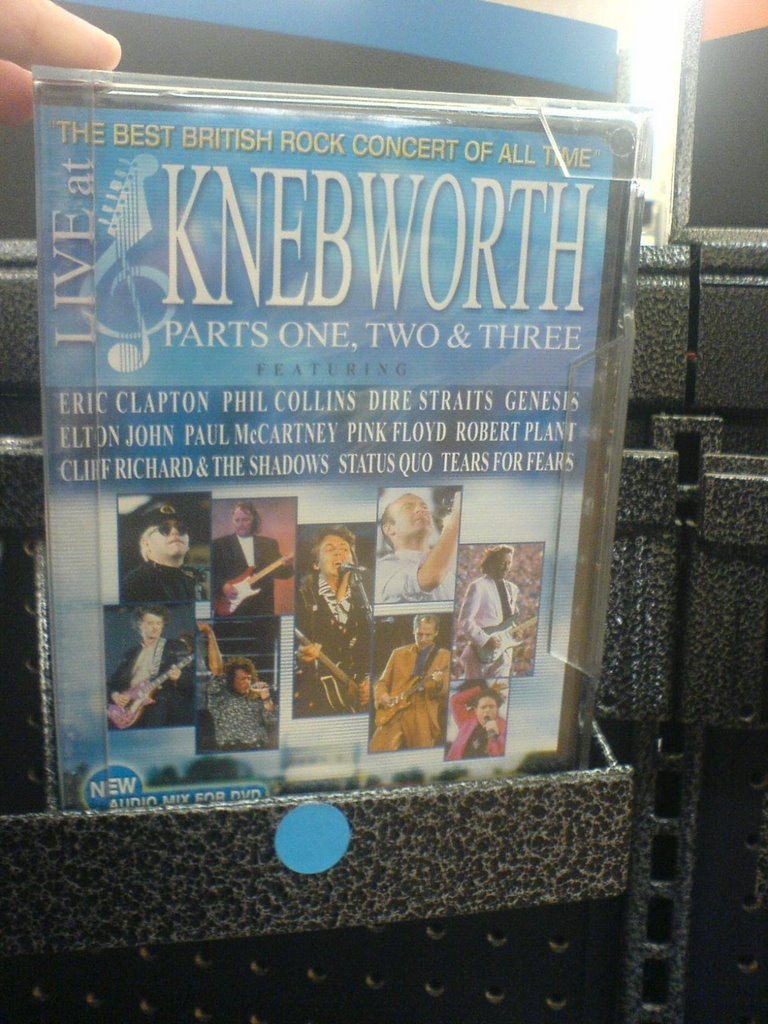 "THE BEST BRITISH ROCK CONCERT OF ALL TIME"
LIVE at
KNEBWORTH
PARTS ONE, TWO & THREE
FEATURING
ERIC CLAPTON PHIL COLLINS DIRE STRAITS GENESIS
ELTON JOHN PAUL McCARTNEY PINK FLOYD ROBERT PLANT
CLIFF RICHARD & THE SHADOWS STATUS QUO TEARS FOR FEARS
NEW
AUDIO MIX FOR DVD